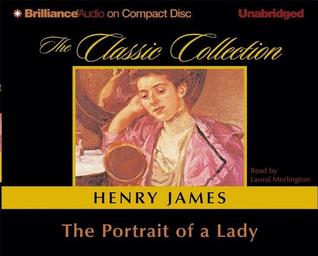 BrillianceAudio on Compact Disc
Unabridged
The Classic Collection
Read by
Laural Merlington
HENRY JAMES
The Portrait of a Lady